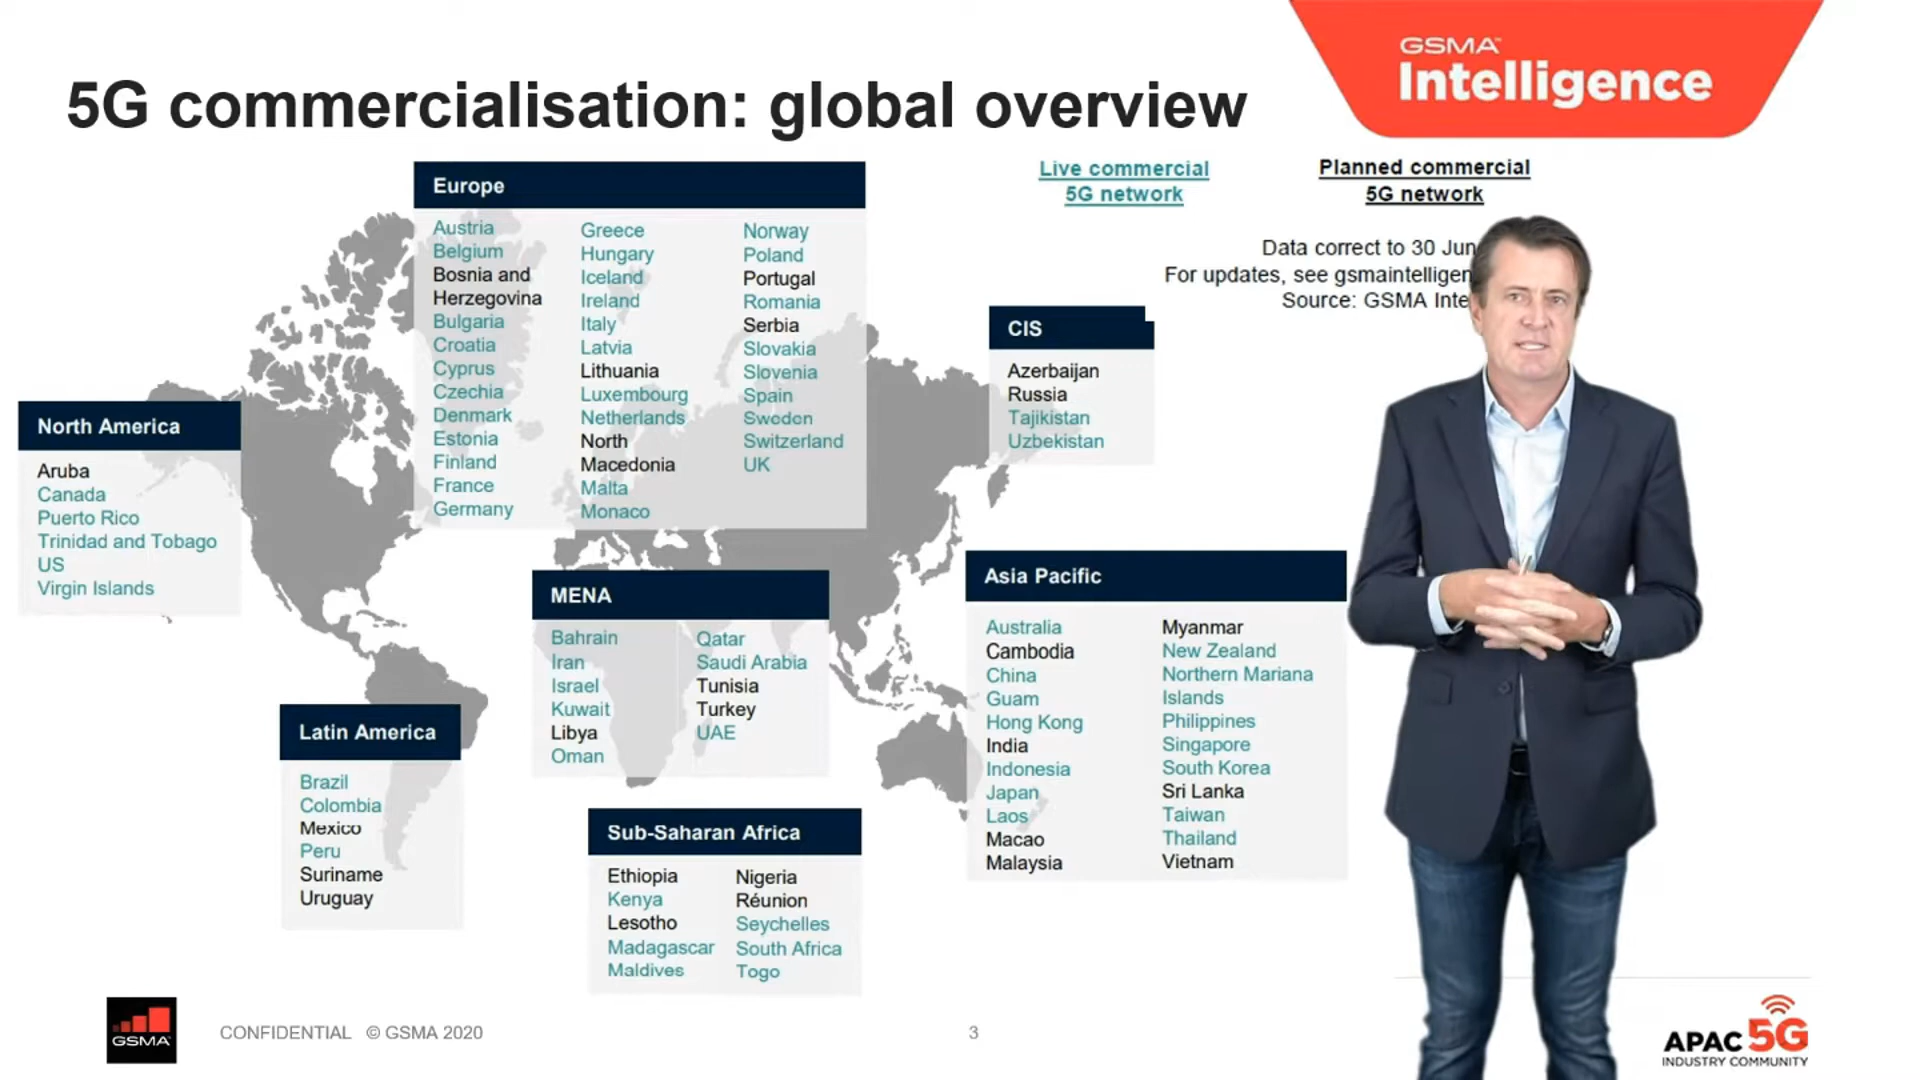 GSMA™
Intelligence
5G commercialisation: global overview
Live commercial
5G network
Planned commercial
5G network
Data correct to 30 Jun
For updates, see gsmaintelligen
Source: GSMA Inte
Europe
Austria
Belgium
Bosnia and
Herzegovina
Bulgaria
Croatia
Cyprus
Czechia
Denmark
Estonia
Finland
France
Germany
Greece
Hungary
Iceland
Ireland
Italy
Latvia
Lithuania
Luxembourg
Netherlands
North
Macedonia
Malta
Monaco
Norway
Poland
Portugal
Romania
Serbia
Slovakia
Slovenia
Spain
Sweden
Switzerland
UK
CIS
Azerbaijan
Russia
Tajikistan
Uzbekistan
North America
Aruba
Canada
Puerto Rico
Trinidad and Tobago
US
Virgin Islands
MENA
Bahrain
Iran
Israel
Kuwait
Libya
Oman
Qatar
Saudi Arabia
Tunisia
Turkey
UAE
Asia Pacific
Australia
Cambodia
China
Guam
Hong Kong
India
Indonesia
Japan
Laos
Macao
Malaysia
Myanmar
New Zealand
Northern Mariana
Islands
Philippines
Singapore
South Korea
Sri Lanka
Taiwan
Thailand
Vietnam
Latin America
Brazil
Colombia
Mexico
Peru
Suriname
Uruguay
Sub-Saharan Africa
Ethiopia
Kenya
Lesotho
Madagascar
Maldives
Nigeria
Réunion
Seychelles
South Africa
Togo
GSMA™
CONFIDENTIAL © GSMA 2020
3
APAC 5G
INDUSTRY COMMUNITY